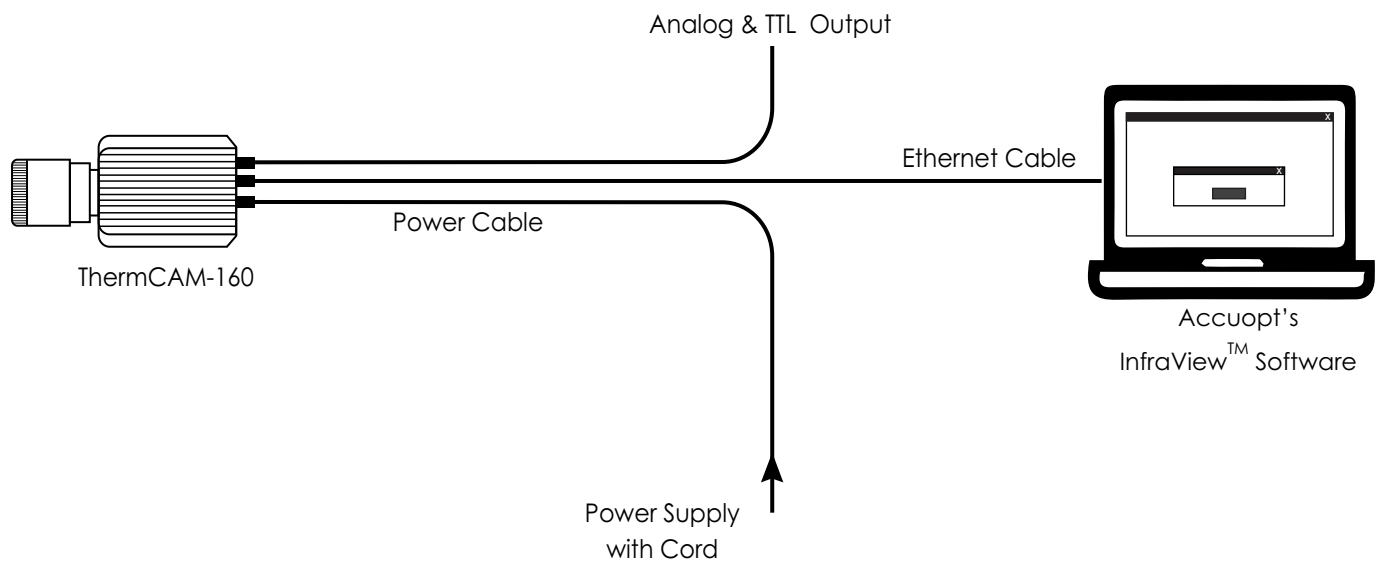 Analog & TTL Output
X
Ethernet Cable
X
Power Cable
ThermCAM-160
Accuopt's
InfraView™ Software
Power Supply
with Cord